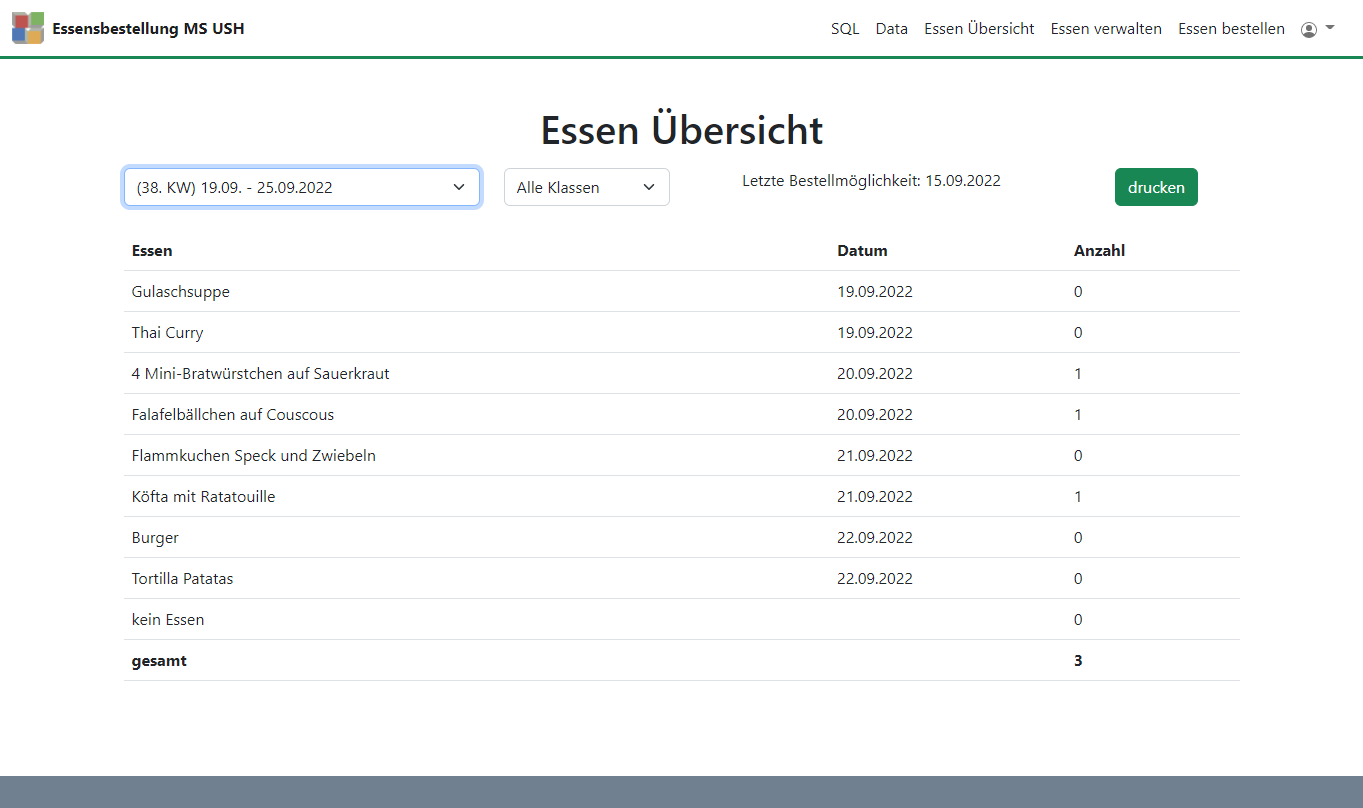 Essensbestellung MS USH SQL Data Essen Übersicht Essen verwalten Essen bestellen
Essen Übersicht
(38. KW) 19.09. - 25.09.2022 Alle Klassen Letzte Bestellmöglichkeit: 15.09.2022 drucken
Essen Datum Anzahl
Gulaschsuppe 19.09.2022 0
Thai Curry 19.09.2022 0
4 Mini-Bratwürstchen auf Sauerkraut 20.09.2022 1
Falafelbällchen auf Couscous 20.09.2022 1
Flammkuchen Speck und Zwiebeln 21.09.2022 0
Köfta mit Ratatouille 21.09.2022 1
Burger 22.09.2022 0
Tortilla Patatas 22.09.2022 0
kein Essen 0
gesamt 3